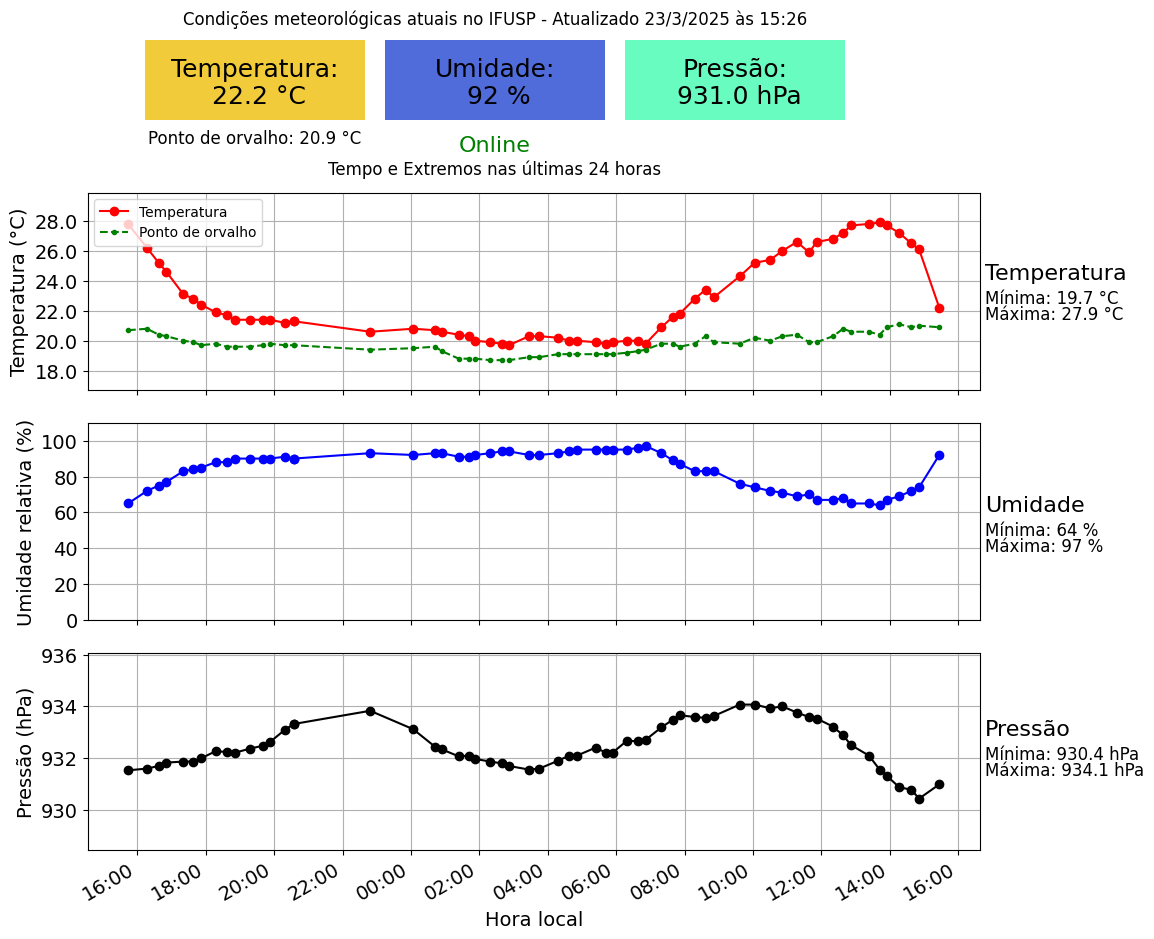 Condições meteorológicas atuais no IFUSP - Atualizado 23/3/2025 às 15:26
Temperatura:
22.2 °C
Umidade:
92 %
Pressão:
931.0 hPa
Ponto de orvalho: 20.9 °C
Online
Tempo e Extremos nas últimas 24 horas
Temperatura (°C)
28.0
26.0
24.0
22.0
20.0
18.0
Temperatura
Ponto de orvalho
Temperatura
Mínima: 19.7 °C
Máxima: 27.9 °C
Umidade relativa (%)
100
80
60
40
20
0
Umidade
Mínima: 64 %
Máxima: 97 %
Pressão (hPa)
936
934
932
930
Pressão
Mínima: 930.4 hPa
Máxima: 934.1 hPa
16:00 18:00 20:00 22:00 00:00 02:00 04:00 06:00 08:00 10:00 12:00 14:00 16:00
Hora local